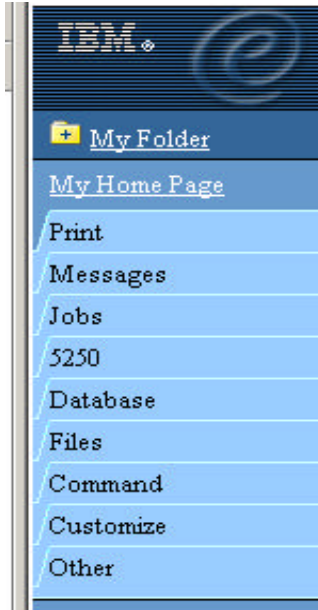 IBM®
My Folder
My Home Page
Print
Messages
Jobs
5250
Database
Files
Command
Customize
Other